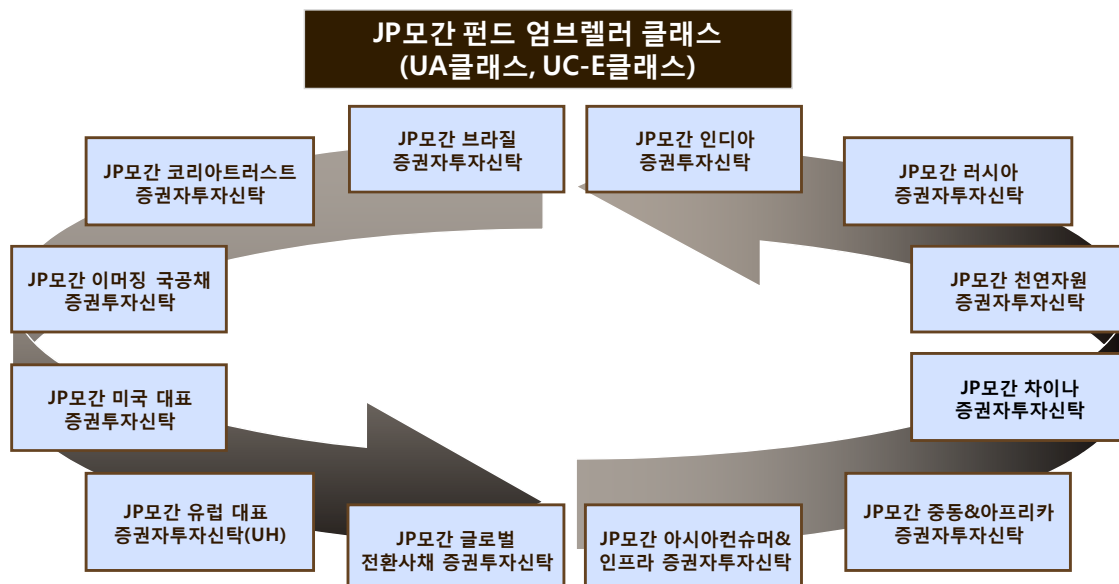 JP모간 펀드 엄브렐러 클래스
(UA클래스, UC-E클래스)
JP모간 브라질
증권자투자신탁
JP모간 인디아
증권투자신탁
JP모간 코리아트러스트
증권자투자신탁
JP모간 러시아
증권자투자신탁
JP모간 이머징 국공채
증권투자신탁
JP모간 천연자원
증권자투자신탁
JP모간 미국 대표
증권투자신탁
JP모간 차이나
증권자투자신탁
JP모간 유럽 대표
증권자투자신탁(UH)
JP모간 글로벌
전환사채 증권투자신탁
JP모간 아시아컨슈머&
인프라 증권자투자신탁
JP모간 중동&아프리카
증권자투자신탁